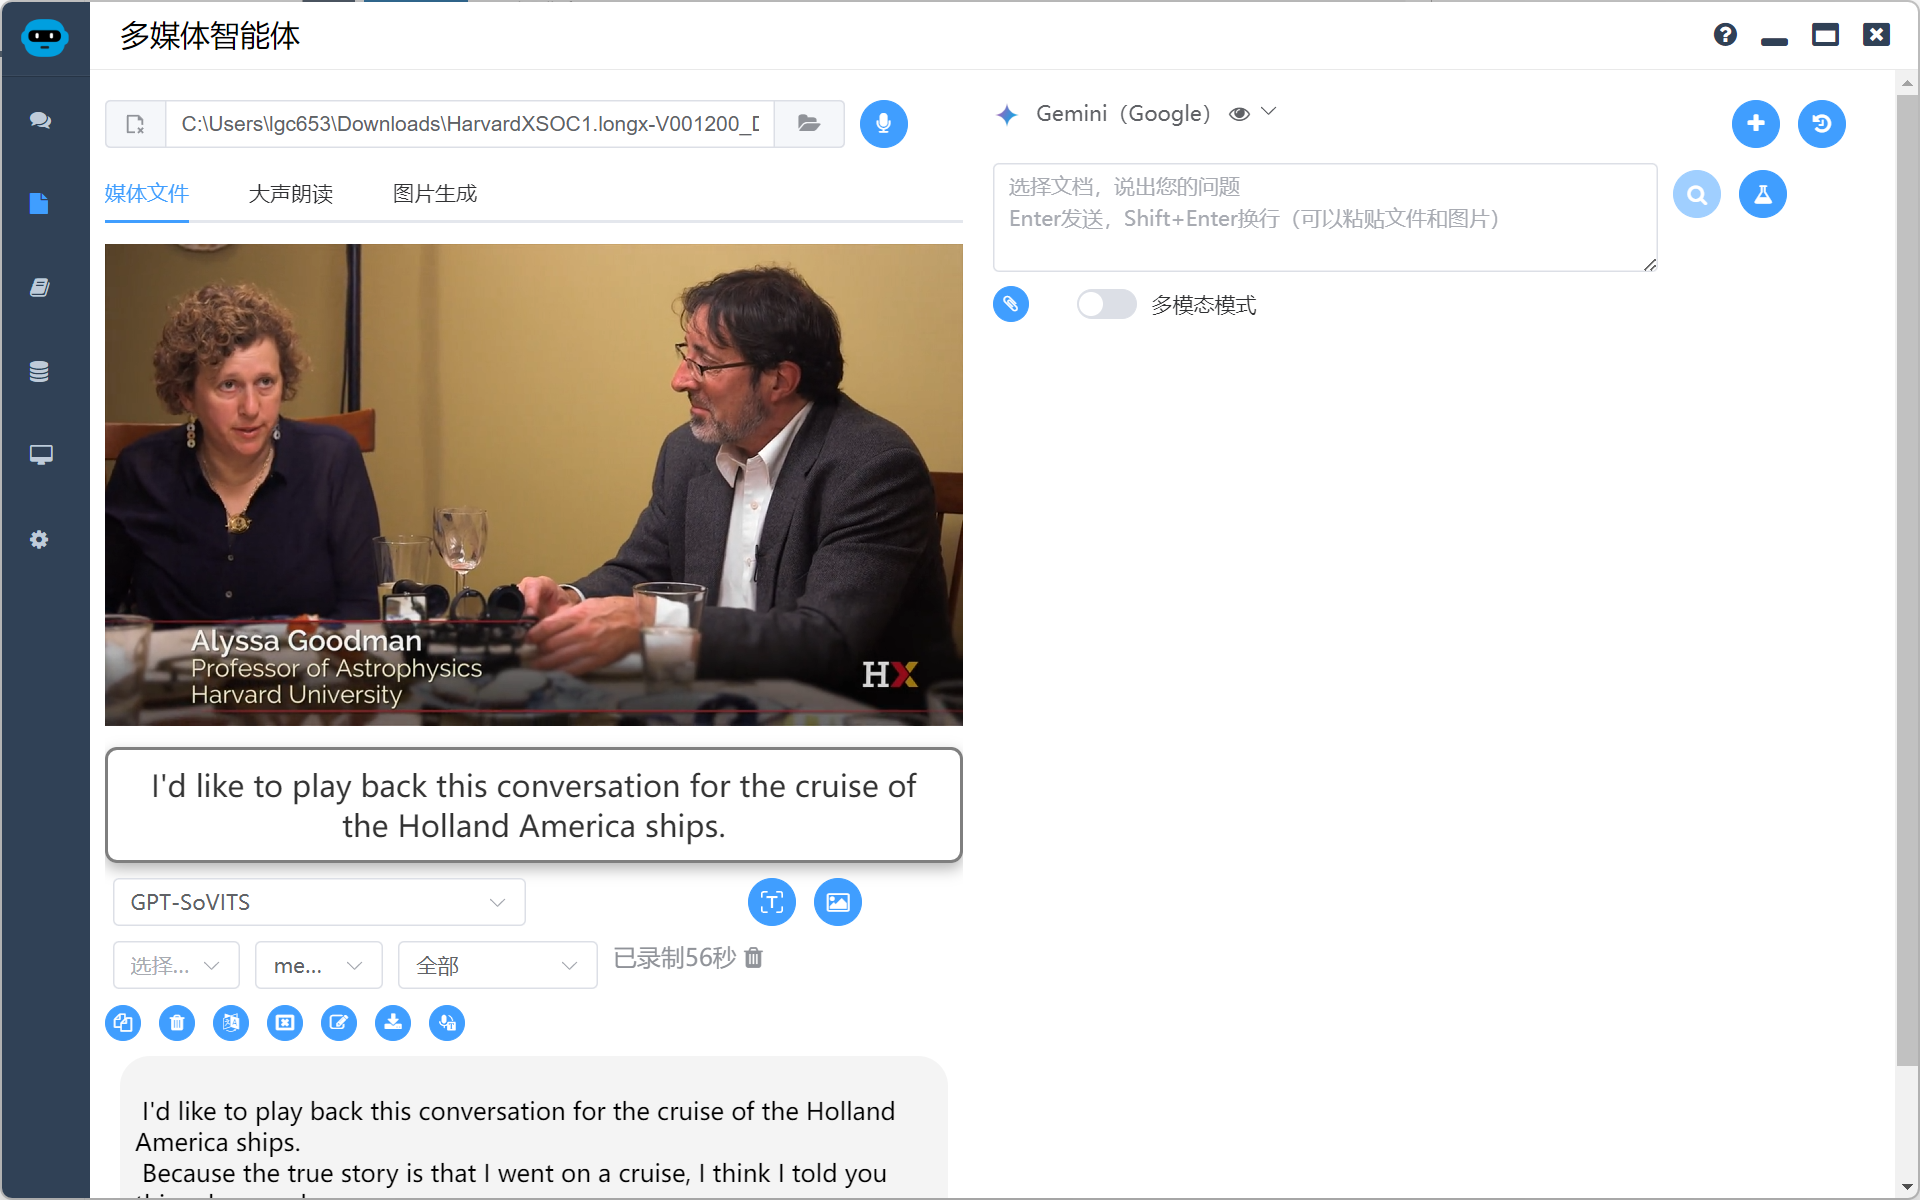 多媒体智能体
C:\Users\lgc653\Downloads\HarvardXSOC1.longx-V001200_D
媒体文件 大声朗读 图片生成
Alyssa Goodman
Professor of Astrophysics
Harvard University
HX
I'd like to play back this conversation for the cruise of
the Holland America ships.
GPT-SoVITS
选择... me... 全部 已录制56秒
I'd like to play back this conversation for the cruise of the Holland
America ships.
Because the true story is that I went on a cruise, I think I told you
Gemini（Google）
选择文档，说出您的问题
Enter发送，Shift+Enter换行（可以粘贴文件和图片）
多模态模式